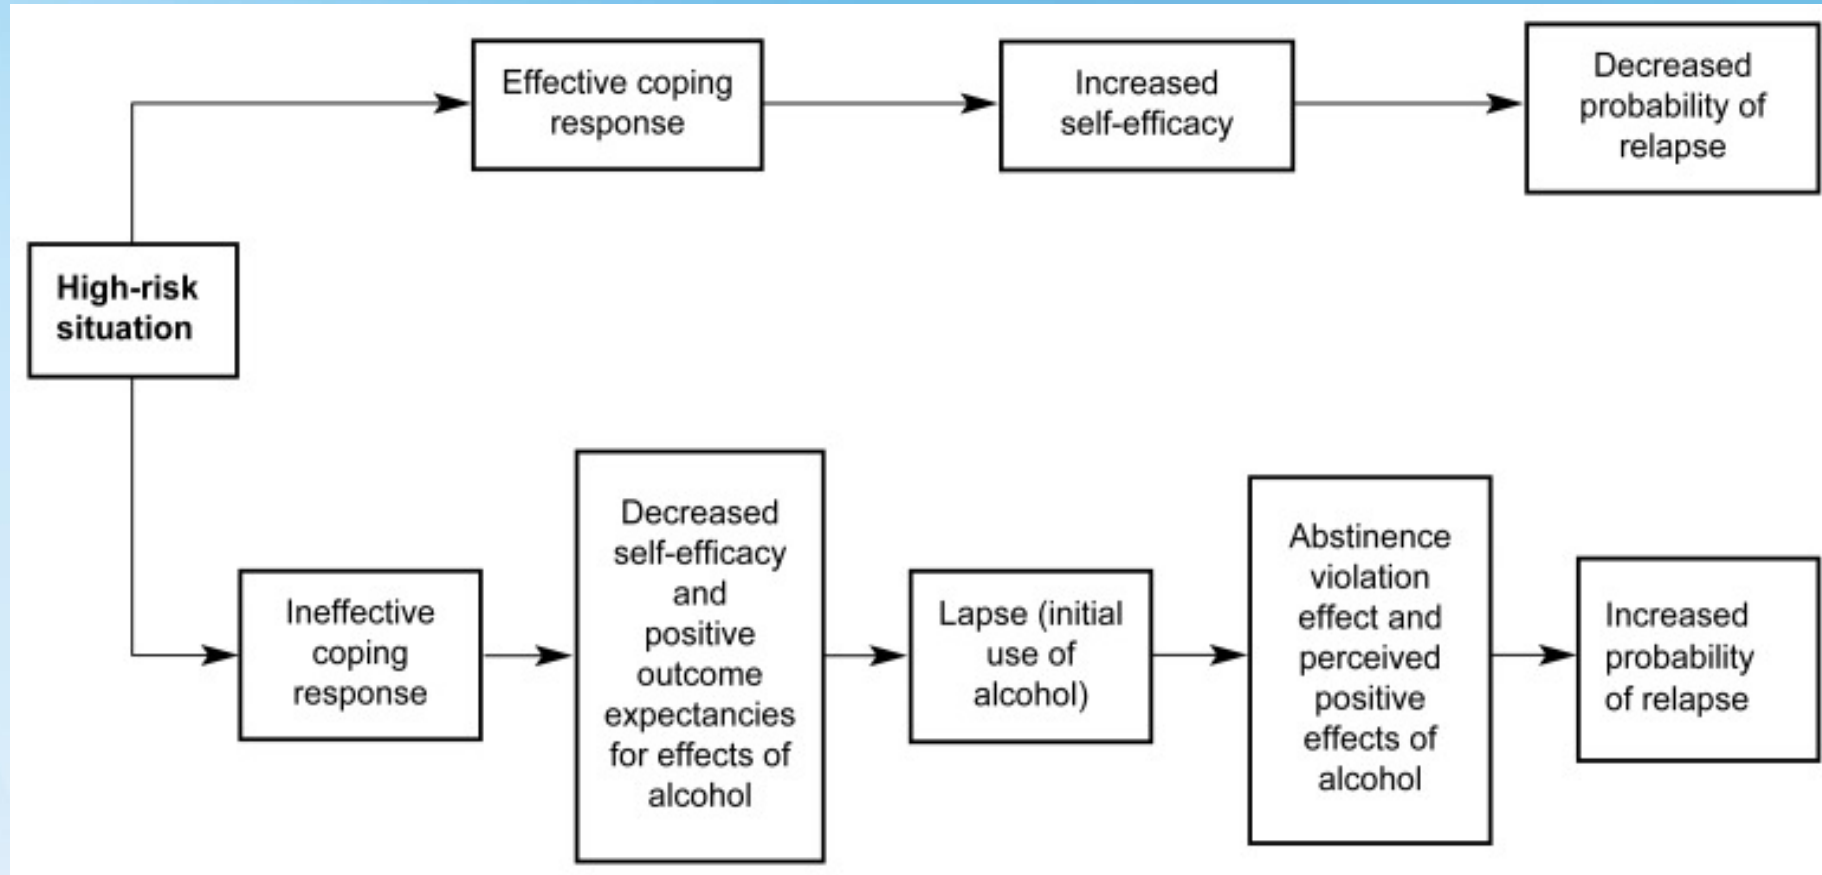 Effective coping
response
Increased
self-efficacy
Decreased
probability of
relapse
High-risk
situation
Ineffective
coping
response
Decreased
self-efficacy
and
positive
outcome
expectancies
for effects of
alcohol
Lapse (initial
use of
alcohol)
Abstinence
violation
effect and
perceived
positive
effects of
alcohol
Increased
probability
of relapse